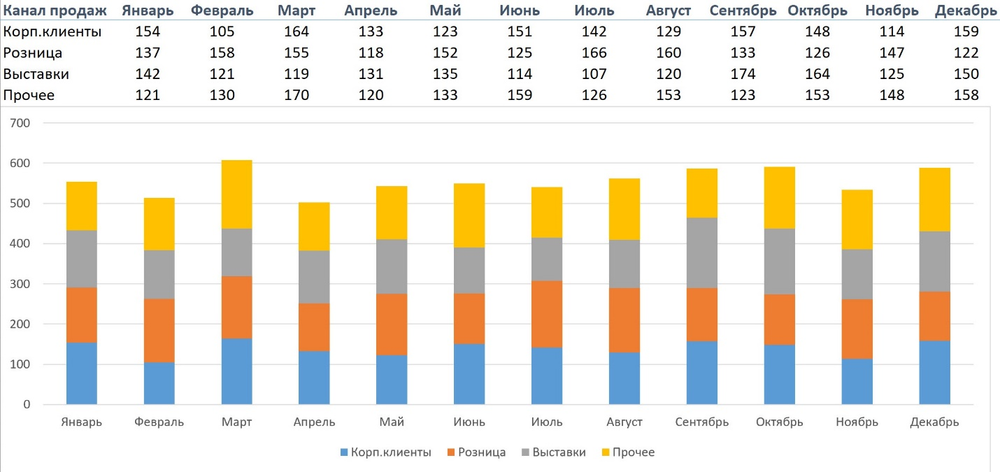 Канал продаж Январь Февраль Март Апрель Май Июнь Июль Август Сентябрь Октябрь Ноябрь Декабрь
Корп.клиенты 154 105 164 133 123 151 142 129 157 148 114 159
Розница 137 158 155 118 152 125 166 160 133 126 147 122
Выставки 142 121 119 131 135 114 107 120 174 164 125 150
Прочее 121 130 170 120 133 159 126 153 123 153 148 158
700
600
500
400
300
200
100
0
Январь Февраль Март Апрель Май Июнь Июль Август Сентябрь Октябрь Ноябрь Декабрь
Корп.клиенты Розница Выставки Прочее